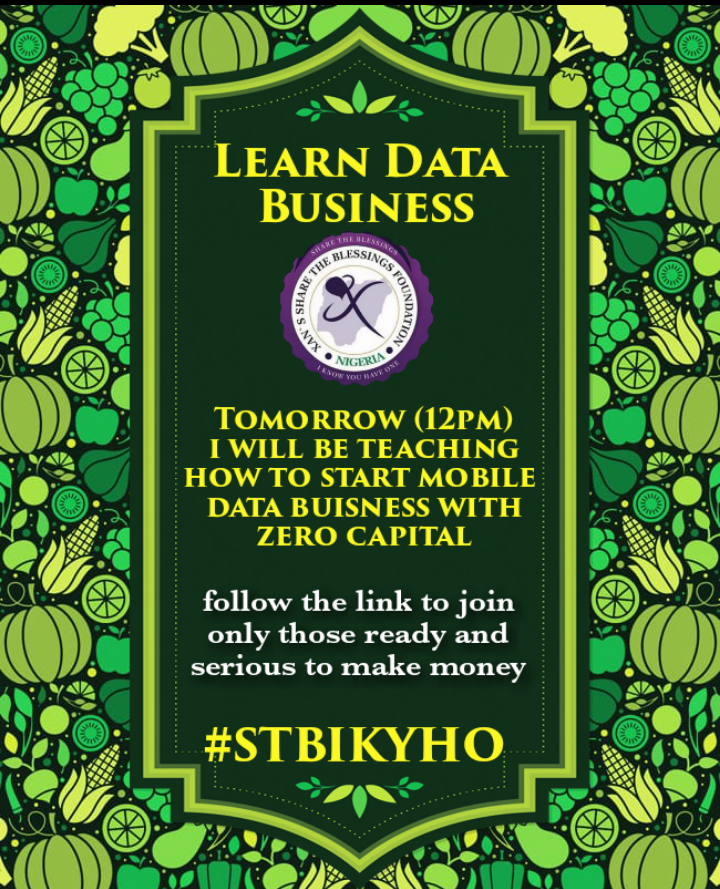 LEARN DATA
BUSINESS
SHARE THE BLESSINGS
XAN'S SHARE THE BLESSINGS FOUNDATION
NIGERIA
I KNOW YOU HAVE ONE
TOMORROW (12PM)
I WILL BE TEACHING
HOW TO START MOBILE
DATA BUISNESS WITH
ZERO CAPITAL
follow the link to join
only those ready and
serious to make money
#STBIKYHO